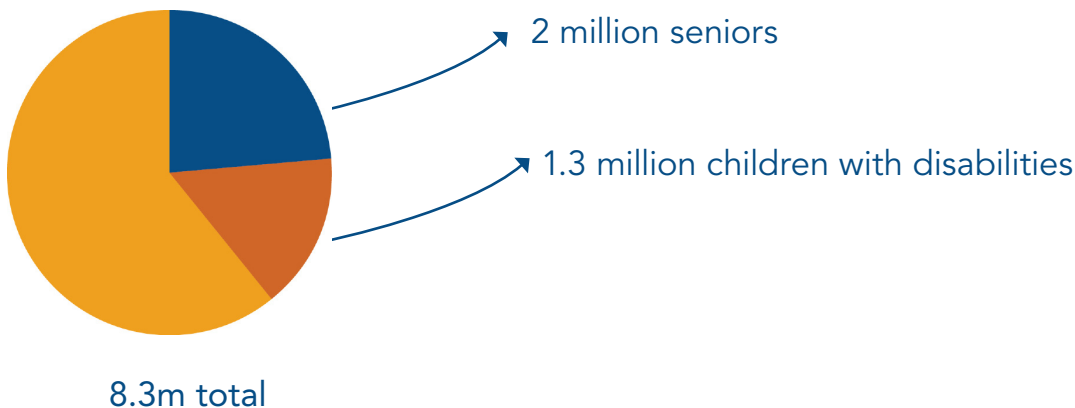 2 million seniors
1.3 million children with disabilities
8.3m total